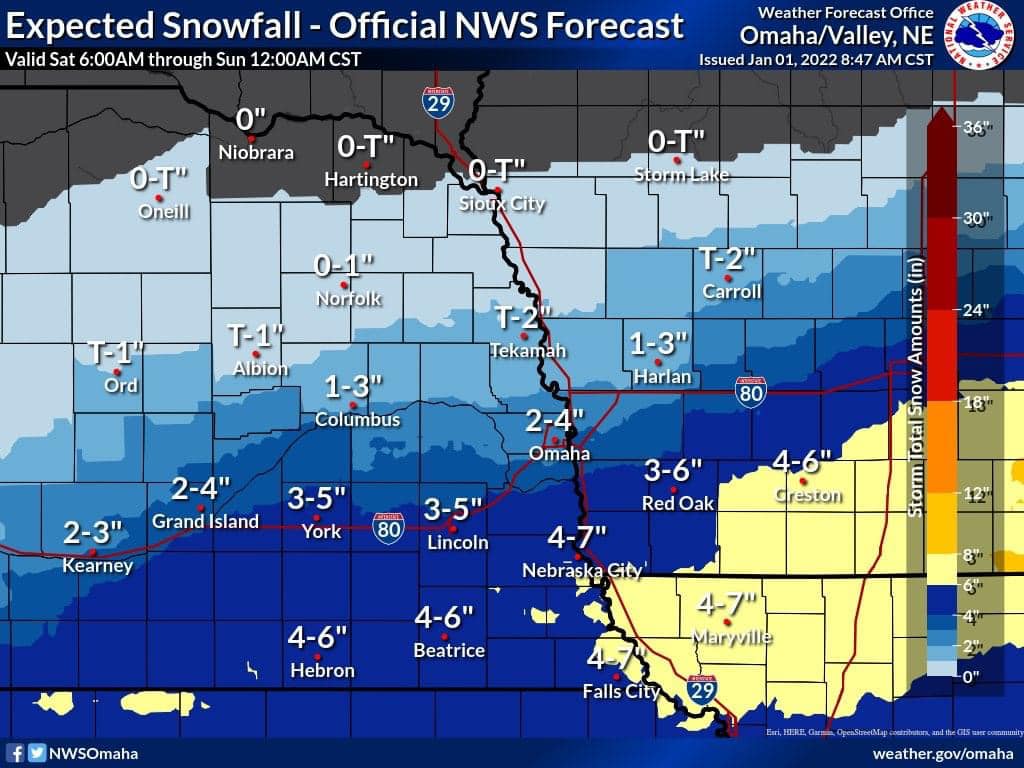 Expected Snowfall - Official NWS Forecast
Valid Sat 6:00AM through Sun 12:00AM CST
Weather Forecast Office
Omaha/Valley, NE
Issued Jan 01, 2022 8:47 AM CST
NATIONAL WEATHER SERVICE
INTERSTATE
29
0"
Niobrara
0-T"
Hartington
0-T"
Storm Lake
0-T"
Oneill
0-T"
Sioux City
0-1"
Norfolk
T-2"
Carroll
T-2"
Tekamah
T-1"
Ord
T-1"
Albion
1-3"
Harlan
1-3"
Columbus
INTERSTATE
80
2-4"
Omaha
3-6"
Red Oak
4-6"
Creston
2-4"
Grand Island
3-5"
York
INTERSTATE
80
3-5"
Lincoln
2-3"
Kearney
4-7"
Nebraska City
4-6"
Hebron
4-6"
Beatrice
4-7"
Maryville
4-7"
Falls City
INTERSTATE
29
Storm Total Snow Amounts (in)
36"
30"
24"
18"
12"
8"
6"
4"
2"
0"
Esri, HERE, Garmin, OpenStreetMap contributors, and the GIS user community
NWSOmaha
weather.gov/omaha